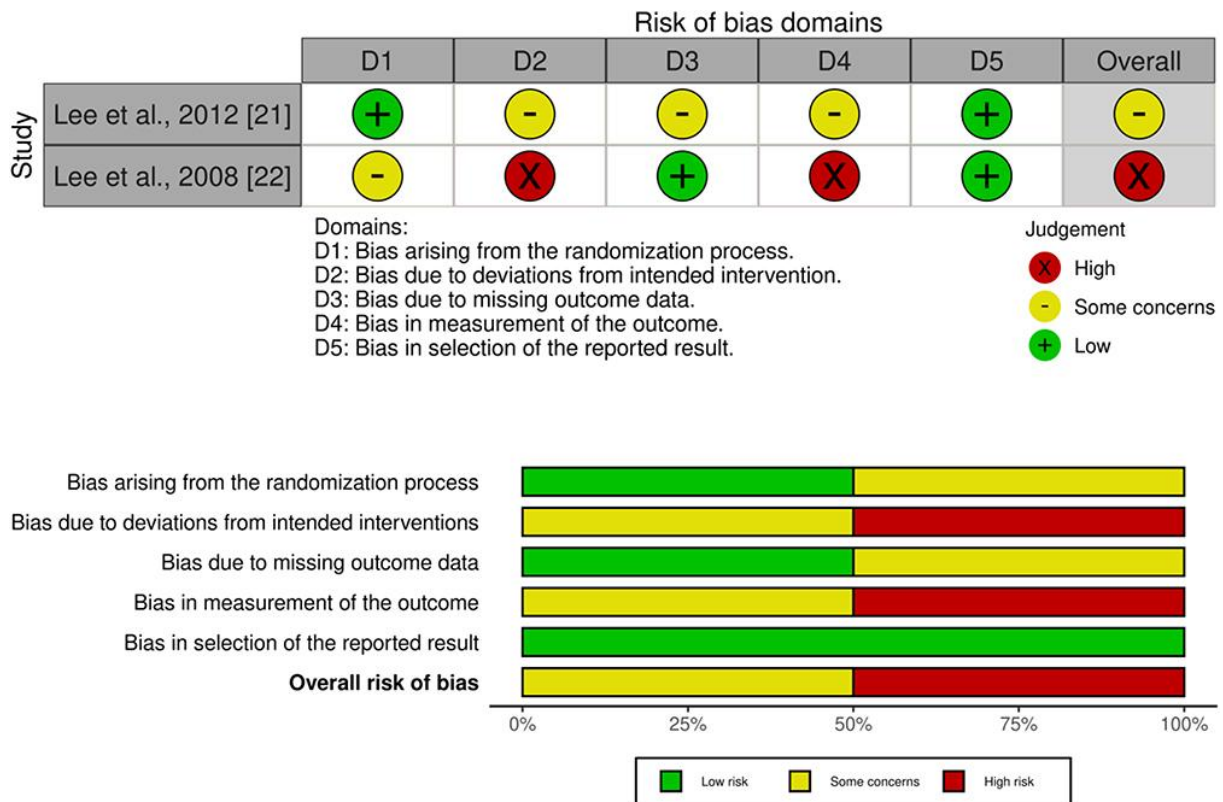 Risk of bias domains
D1 D2 D3 D4 D5 Overall
Study
Lee et al., 2012 [21] + - - - + -
Lee et al., 2008 [22] - X + X + X
Domains:
D1: Bias arising from the randomization process.
D2: Bias due to deviations from intended intervention.
D3: Bias due to missing outcome data.
D4: Bias in measurement of the outcome.
D5: Bias in selection of the reported result.
Judgement
X High
- Some concerns
+ Low
Bias arising from the randomization process
Bias due to deviations from intended interventions
Bias due to missing outcome data
Bias in measurement of the outcome
Bias in selection of the reported result
Overall risk of bias
0% 25% 50% 75% 100%
Low risk Some concerns High risk